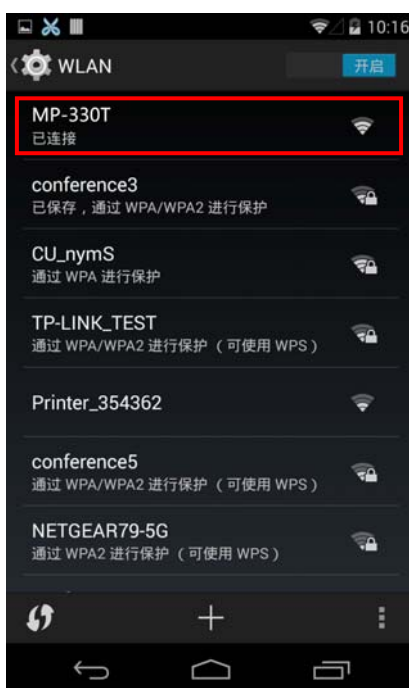 10:16
WLAN
开启
MP-330T
已连接
conference3
已保存，通过 WPA/WPA2 进行保护
CU_nymS
通过 WPA 进行保护
TP-LINK_TEST
通过 WPA/WPA2 进行保护 （可使用 WPS）
Printer_354362
conference5
通过 WPA/WPA2 进行保护 （可使用 WPS）
NETGEAR79-5G
通过 WPA2 进行保护 （可使用 WPS）